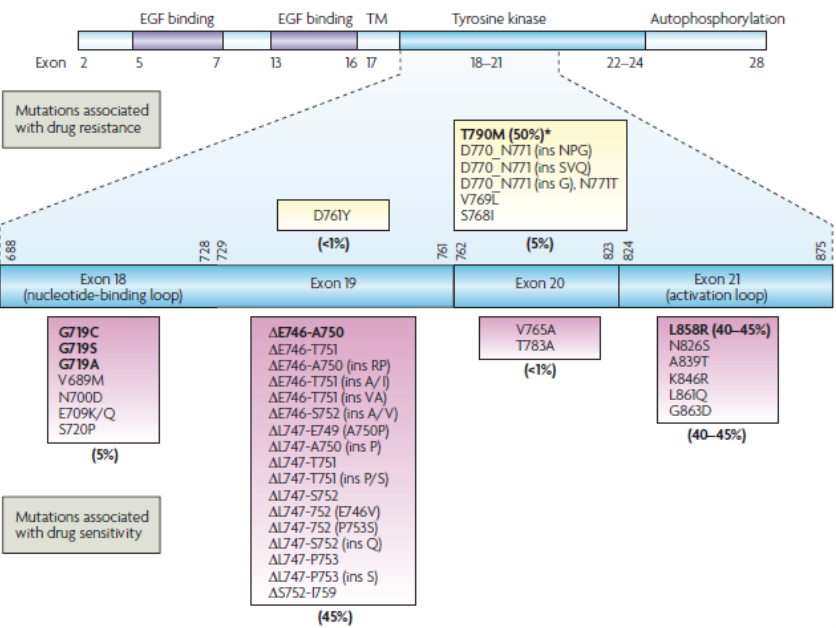 EGF binding EGF binding TM Tyrosine kinase Autophosphorylation
Exon 2 5 7 13 16 17 18–21 22–24 28
Mutations associated
with drug resistance
T790M (50%)*
D770_N771 (ins NPG)
D770_N771 (ins SVQ)
D770_N771 (ins G), N771T
V769L
S768I
(5%)
D761Y
(<1%)
688 728 729 761 762 823 824 875
Exon 18
(nucleotide-binding loop)
Exon 19
Exon 20
Exon 21
(activation loop)
G719C
G719S
G719A
V689M
N700D
E709K/Q
S720P
(5%)
ΔE746-A750
ΔE746-T751
ΔE746-A750 (ins RP)
ΔE746-T751 (ins A/I)
ΔE746-T751 (ins VA)
ΔE746-S752 (ins A/V)
ΔL747-E749 (A750P)
ΔL747-A750 (ins P)
ΔL747-T751
ΔL747-T751 (ins P/S)
ΔL747-S752
ΔL747-752 (E746V)
ΔL747-752 (P753S)
ΔL747-S752 (ins Q)
ΔL747-P753
ΔL747-P753 (ins S)
ΔS752-I759
(45%)
V765A
T783A
(<1%)
L858R (40–45%)
N826S
A839T
K846R
L861Q
G863D
(40–45%)
Mutations associated
with drug sensitivity